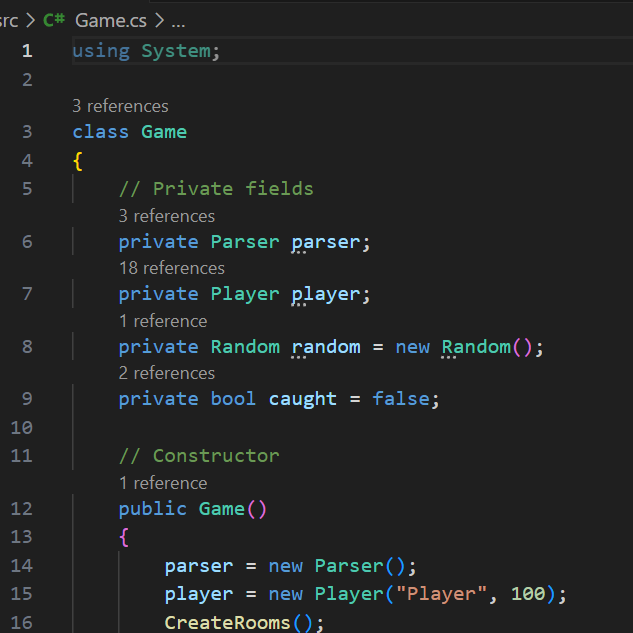 src > C# Game.cs > ...
1 using System;
2
3 references
3 class Game
4 {
5 // Private fields
3 references
6 private Parser parser;
18 references
7 private Player player;
1 reference
8 private Random random = new Random();
2 references
9 private bool caught = false;
10
11 // Constructor
1 reference
12 public Game()
13 {
14 parser = new Parser();
15 player = new Player("Player", 100);
16 CreateRooms();